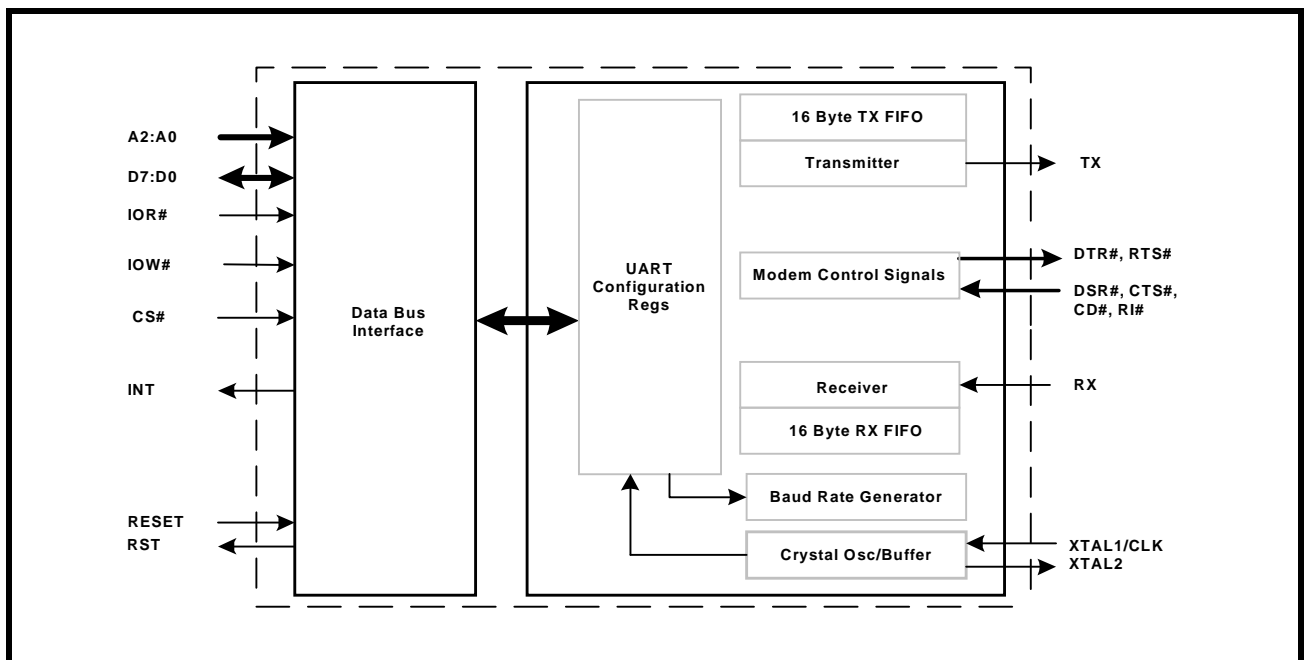 A2:A0
D7:D0
IOR#
IOW#
CS#
INT
RESET
RST
Data Bus
Interface
UART
Configuration
Regs
16 Byte TX FIFO
Transmitter
Modem Control Signals
Receiver
16 Byte RX FIFO
Baud Rate Generator
Crystal Osc/Buffer
TX
DTR#, RTS#
DSR#, CTS#,
CD#, RI#
RX
XTAL1/CLK
XTAL2